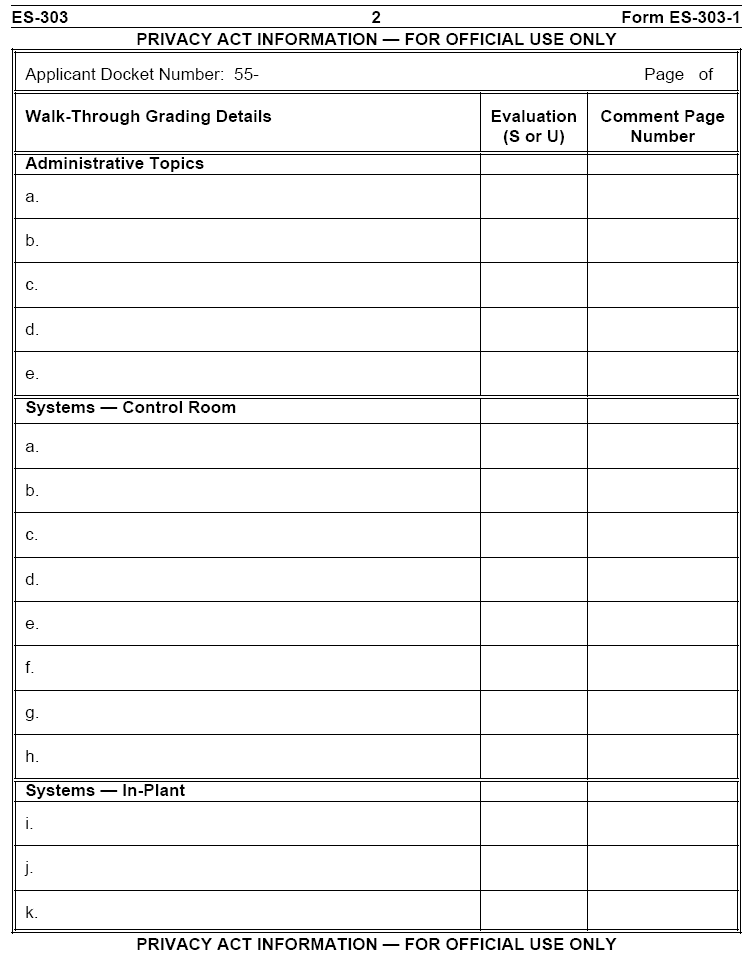 ES-303 2 Form ES-303-1
PRIVACY ACT INFORMATION — FOR OFFICIAL USE ONLY
Applicant Docket Number: 55- Page of
Walk-Through Grading Details Evaluation (S or U) Comment Page Number
Administrative Topics
a.
b.
c.
d.
e.
Systems — Control Room
a.
b.
c.
d.
e.
f.
g.
h.
Systems — In-Plant
i.
j.
k.
PRIVACY ACT INFORMATION — FOR OFFICIAL USE ONLY